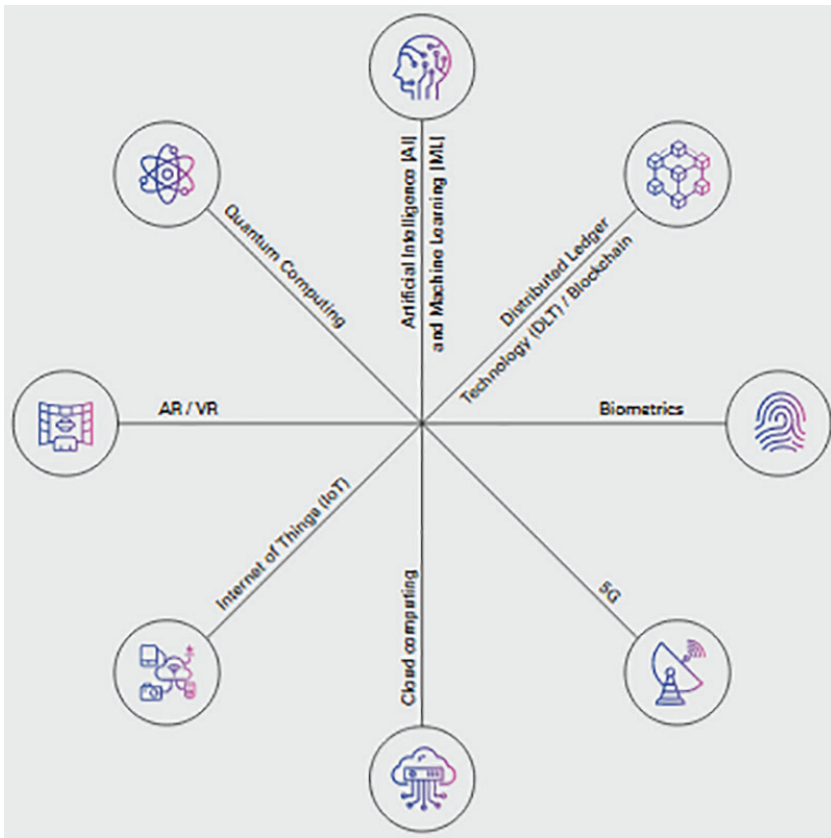 Artificial Intelligence [AI]
and Machine Learning [ML]
Distributed Ledger
Technology (DLT) / Blockchain
Biometrics
5G
Cloud computing
Internet of Things (IoT)
AR / VR
Quantum Computing